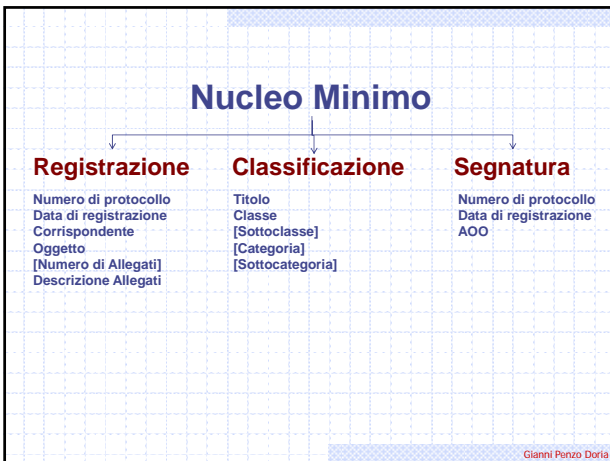 Nucleo Minimo
Registrazione
Numero di protocollo
Data di registrazione
Corrispondente
Oggetto
[Numero di Allegati]
Descrizione Allegati
Classificazione
Titolo
Classe
[Sottoclasse]
[Categoria]
[Sottocategoria]
Segnatura
Numero di protocollo
Data di registrazione
AOO
Gianni Penzo Doria